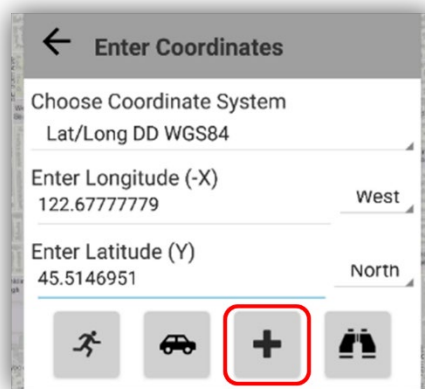 Enter Coordinates
Choose Coordinate System
Lat/Long DD WGS84
Enter Longitude (-X)
122.67777779 West
Enter Latitude (Y)
45.5146951 North